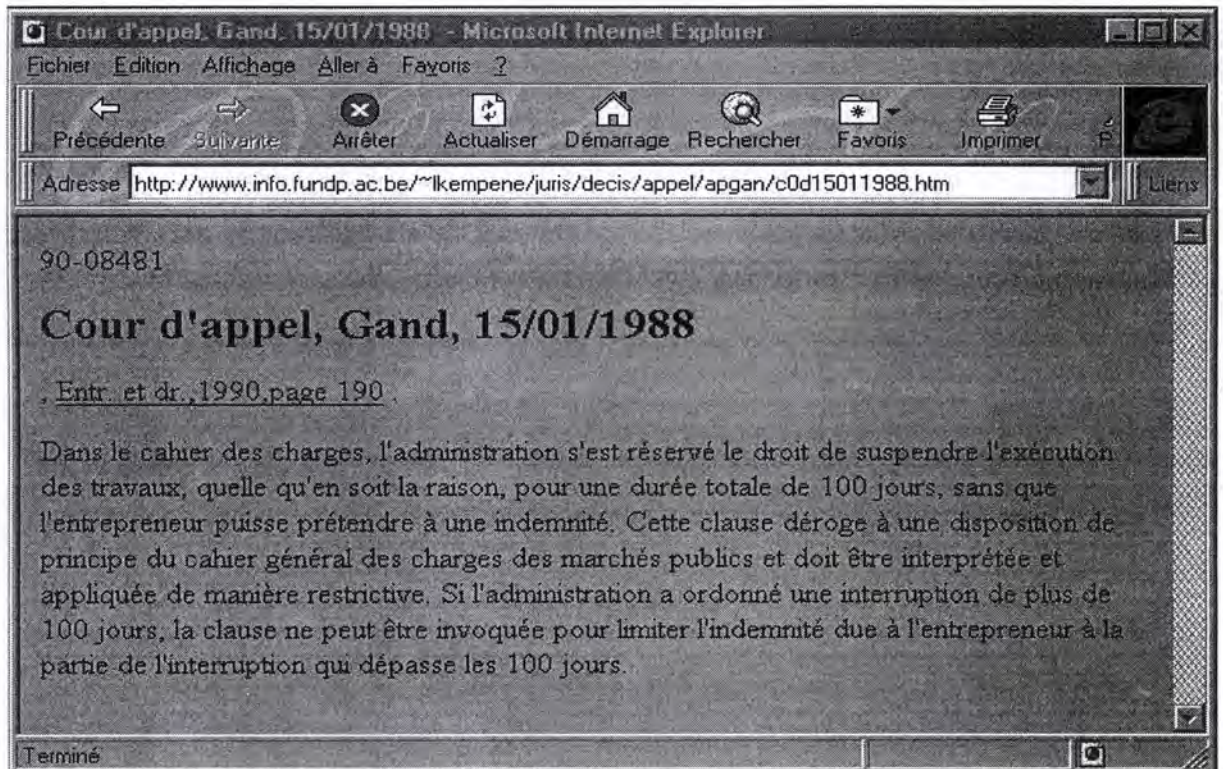 Cour d'appel, Gand, 15/01/1988 - Microsoft Internet Explorer
Fichier Edition Affichage Aller à Favoris ?
Précédente Suivante Arrêter Actualiser Démarrage Rechercher Favoris Imprimer P
Adresse http://www.info.fundp.ac.be/~lkempene/juris/decis/appel/apgan/c0d15011988.htm Liens
90-08481
Cour d'appel, Gand, 15/01/1988
, Entr. et dr.,1990,page 190 .
Dans le cahier des charges, l'administration s'est réservé le droit de suspendre l'exécution
des travaux, quelle qu'en soit la raison, pour une durée totale de 100 jours, sans que
l'entrepreneur puisse prétendre à une indemnité. Cette clause déroge à une disposition de
principe du cahier général des charges des marchés publics et doit être interprétée et
appliquée de manière restrictive. Si l'administration a ordonné une interruption de plus de
100 jours, la clause ne peut être invoquée pour limiter l'indemnité due à l'entrepreneur à la
partie de l'interruption qui dépasse les 100 jours.
Terminé